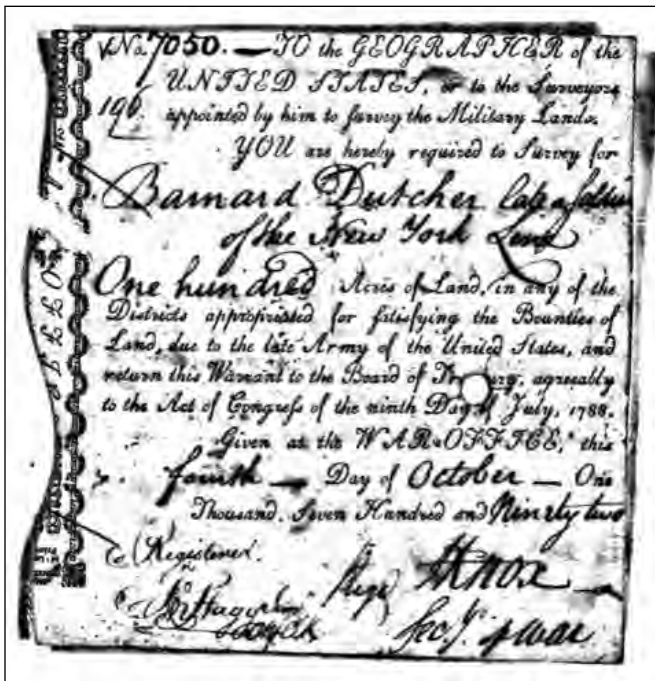 No. 7050. — TO the GEOGRAPHER of the
UNITED STATES, or to the Surveyors
196. appointed by him to survey the Military Lands.
YOU are hereby required to Survey for
Barnard Dutcher late a
of the New York Line
One hundred Acres of Land, in any of the
Districts appropriated for satisfying the Bounties of
Land, due to the late Army of the United States, and
return this Warrant to the Board of agreeably
to the Act of Congress of the ninth Day of July, 1788.
Given at the WAR-OFFICE, this
fourth — Day of October — One
Thousand, Seven Hundred and Ninety two
Registered.
HKnox
Secy. of War